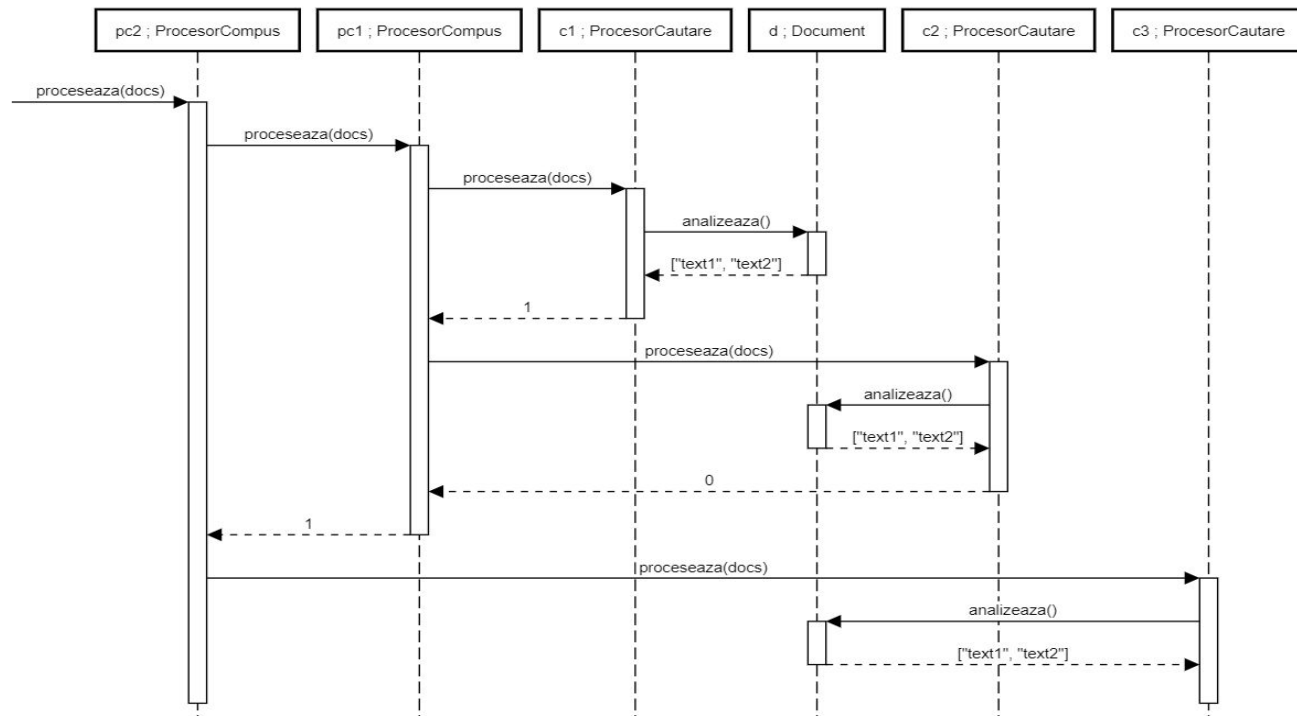 pc2 ; ProcesorCompus
pc1 ; ProcesorCompus
c1 ; ProcesorCautare
d ; Document
c2 ; ProcesorCautare
c3 ; ProcesorCautare
proceseaza(docs)
proceseaza(docs)
proceseaza(docs)
analizeaza()
["text1", "text2"]
1
proceseaza(docs)
analizeaza()
["text1", "text2"]
0
1
proceseaza(docs)
analizeaza()
["text1", "text2"]